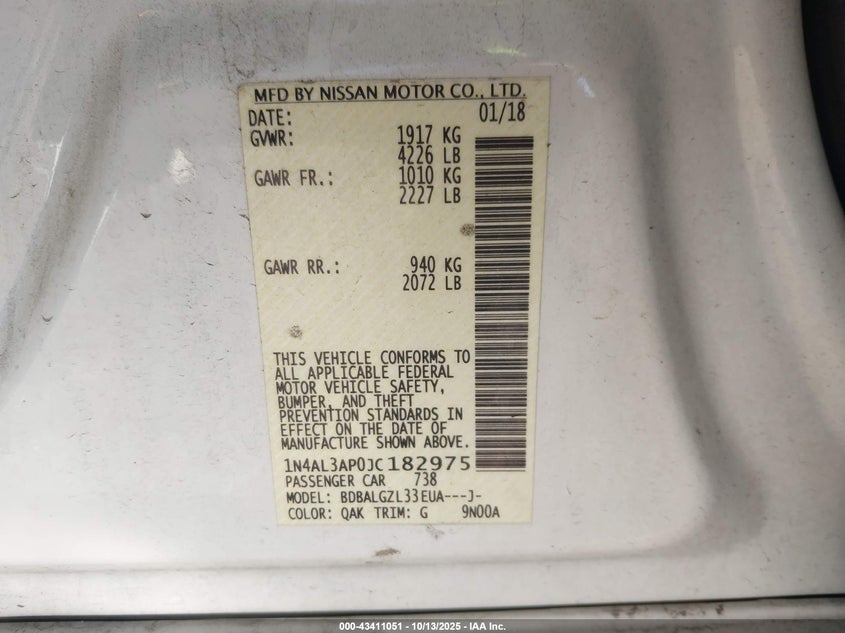 MFD BY NISSAN MOTOR CO., LTD.
DATE: 01/18
GVWR: 1917 KG
4226 LB
GAWR FR.: 1010 KG
2227 LB
GAWR RR.: 940 KG
2072 LB
THIS VEHICLE CONFORMS TO
ALL APPLICABLE FEDERAL
MOTOR VEHICLE SAFETY,
BUMPER, AND THEFT
PREVENTION STANDARDS IN
EFFECT ON THE DATE OF
MANUFACTURE SHOWN ABOVE.
1N4AL3AP0JC182975
PASSENGER CAR 738
MODEL: BDBALGZL33EUA---J-
COLOR: QAK TRIM: G 9N00A
000-43411051 | 10/13/2025 - IAA Inc.